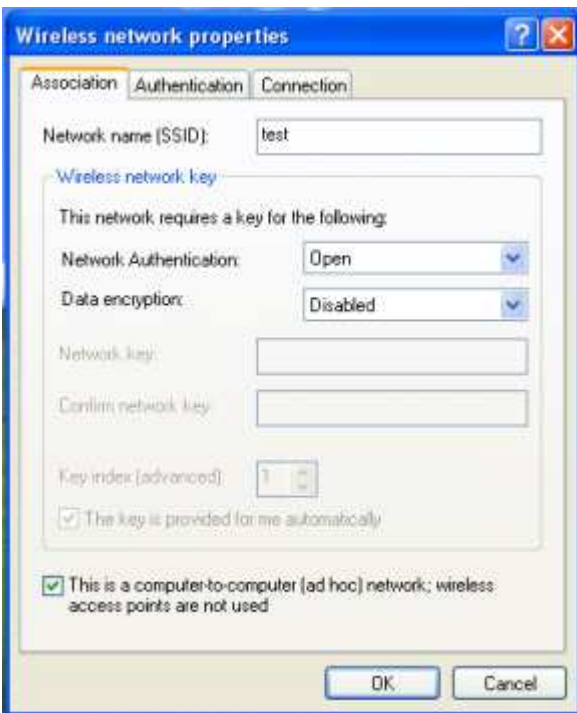 Wireless network properties
Association Authentication Connection
Network name (SSID): test
Wireless network key
This network requires a key for the following:
Network Authentication: Open
Data encryption: Disabled
Network key:
Confirm network key:
Key index (advanced): 1
The key is provided for me automatically
This is a computer-to-computer (ad hoc) network; wireless
access points are not used
OK Cancel